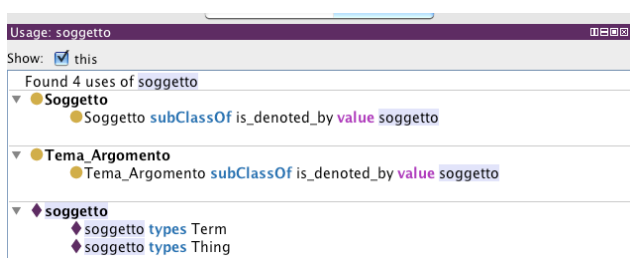 Usage: soggetto
Show: this
Found 4 uses of soggetto
Soggetto
Soggetto subClassOf is_denoted_by value soggetto
Tema_Argomento
Tema_Argomento subClassOf is_denoted_by value soggetto
soggetto
soggetto types Term
soggetto types Thing